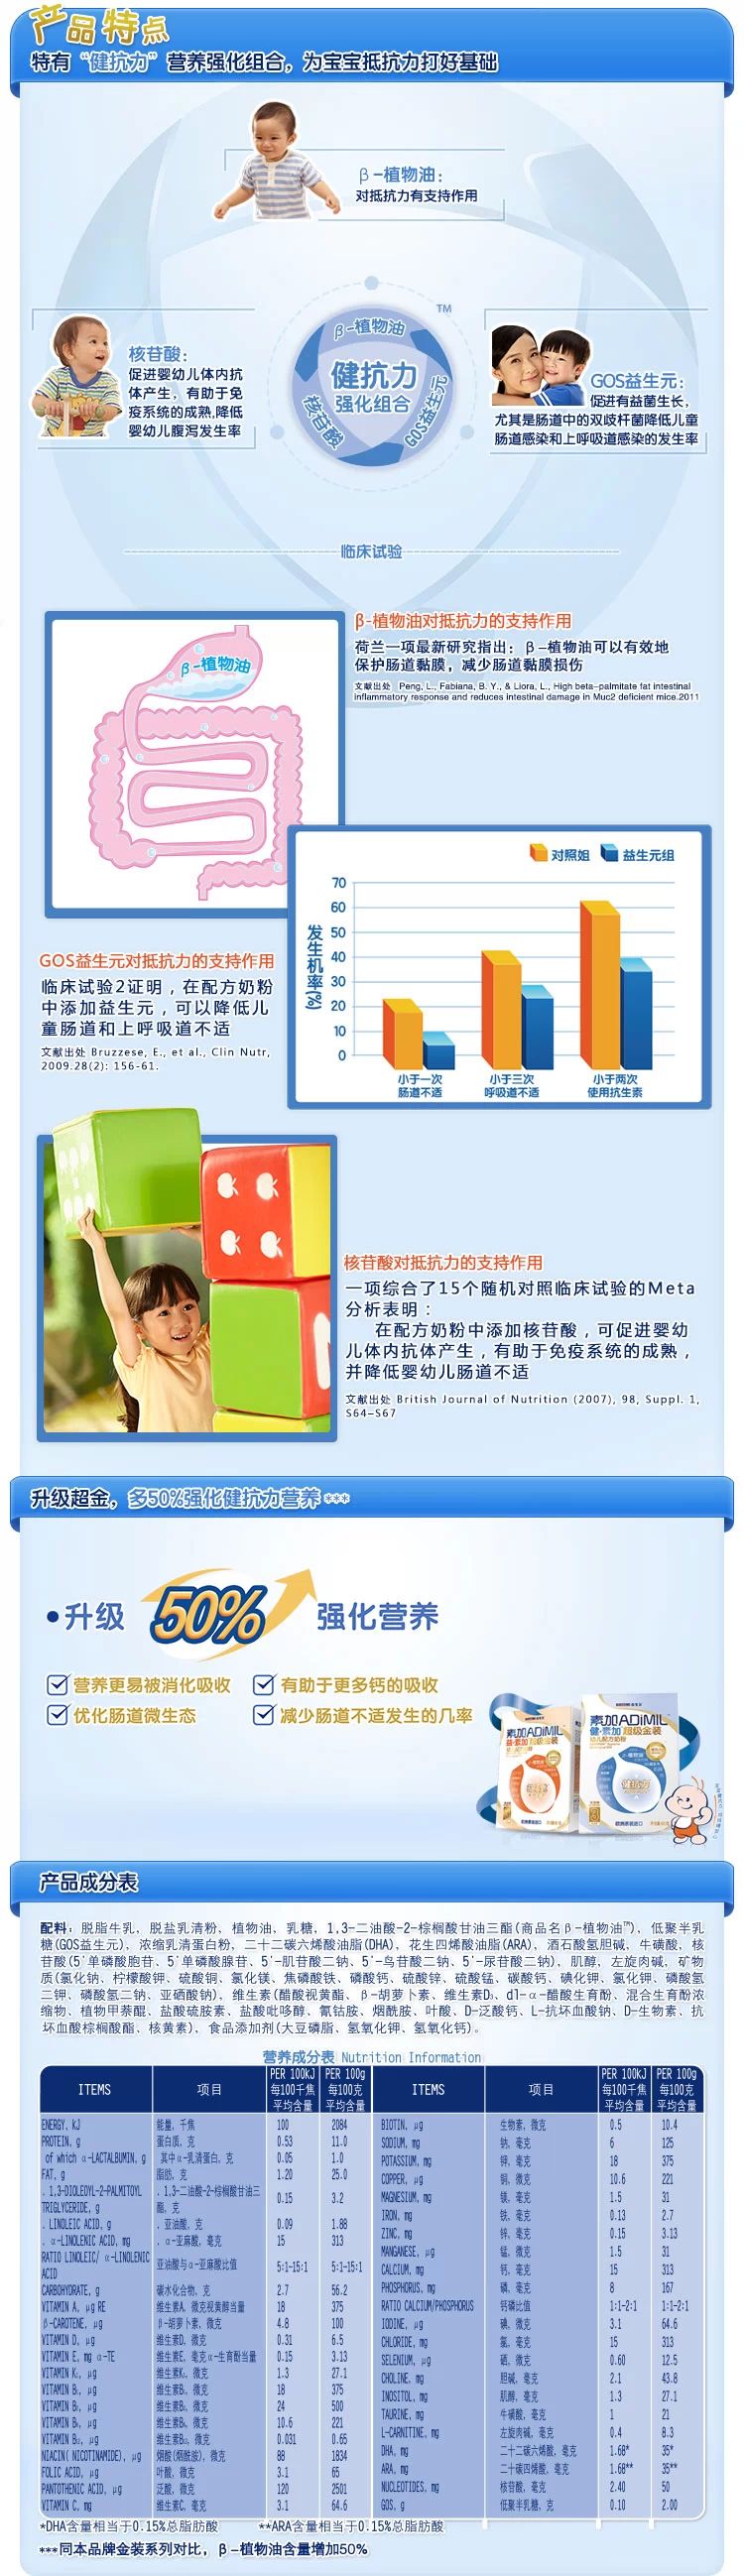 产品特点
特有“健抗力”营养强化组合，为宝宝抵抗力打好基础
β-植物油：
对抵抗力有支持作用
核苷酸：
促进婴幼儿体内抗
体产生，有助于免
疫系统的成熟,降低
婴幼儿腹泻发生率
TM
β-植物油
健抗力
强化组合
核苷酸
GOS益生元
GOS益生元：
促进有益菌生长，
尤其是肠道中的双歧杆菌降低儿童
肠道感染和上呼吸道感染的发生率
临床试验
β-植物油
β-植物油对抵抗力的支持作用
荷兰一项最新研究指出：β-植物油可以有效地
保护肠道黏膜，减少肠道黏膜损伤
文献出处 Peng, L., Fabiana, B. Y., & Liora, L., High beta-palmitate fat intestinal
inflammatory response and reduces intestinal damage in Muc2 deficient mice.2011
对照姐 益生元组
发生机率(%)
70
60
50
40
30
20
10
0
小于一次 小于三次 小于两次
肠道不适 呼吸道不适 使用抗生素
GOS益生元对抵抗力的支持作用
临床试验2证明，在配方奶粉
中添加益生元，可以降低儿
童肠道和上呼吸道不适
文献出处 Bruzzese, E., et al., Clin Nutr,
2009.28(2): 156-61.
核苷酸对抵抗力的支持作用
一项综合了15个随机对照临床试验的Meta
分析表明：
在配方奶粉中添加核苷酸，可促进婴幼
儿体内抗体产生，有助于免疫系统的成熟，
并降低婴幼儿肠道不适
文献出处 British Journal of Nutrition (2007), 98, Suppl. 1,
S64-S67
升级超金，多50%强化健抗力营养***
•升级 50% 强化营养
营养更易被消化吸收 有助于更多钙的吸收
优化肠道微生态 减少肠道不适发生的几率
素加ADiMIL
素加ADiMIL
健·素加 超级金装
健抗力
产品成分表
配料：脱脂牛乳，脱盐乳清粉，植物油、乳糖，1,3-二油酸-2-棕榈酸甘油三酯(商品名β-植物油™)，低聚半乳
糖(GOS益生元)，浓缩乳清蛋白粉，二十二碳六烯酸油脂(DHA)，花生四烯酸油脂(ARA)，酒石酸氢胆碱，牛磺酸，核
苷酸(5'单磷酸胞苷、5'单磷酸腺苷、5'-肌苷酸二钠、5'-鸟苷酸二钠、5'-尿苷酸二钠)，肌醇，左旋肉碱，矿物
质(氯化钠、柠檬酸钾、硫酸铜、氯化镁、焦磷酸铁、磷酸钙、硫酸锌、硫酸锰、碳酸钙、碘化钾、氯化钾、磷酸氢
二钾、磷酸氢二钠、亚硒酸钠)，维生素(醋酸视黄酯、β-胡萝卜素、维生素D₃、dl-α-醋酸生育酚、混合生育酚浓
缩物、植物甲萘醌、盐酸硫胺素、盐酸吡哆醇、氰钴胺、烟酰胺、叶酸、D-泛酸钙、L-抗坏血酸钠、D-生物素、抗
坏血酸棕榈酸酯、核黄素)，食品添加剂(大豆磷脂、氢氧化钾、氢氧化钙)。
营养成分表 Nutrition Information
ITEMS 项目 PER 100kJ 每100千焦 平均含量 PER 100g 每100克 平均含量
ENERGY, kJ 能量，千焦 100 2084
PROTEIN, g 蛋白质，克 0.53 11.0
of which α-LACTALBUMIN, g 其中α-乳清蛋白，克 0.05 1.0
FAT, g 脂肪，克 1.20 25.0
. 1,3-DIOLEOYL-2-PALMITOYL TRIGLYCERIDE, g . 1,3-二油酸-2-棕榈酸甘油三酯，克 0.15 3.2
. LINOLEIC ACID, g . 亚油酸，克 0.09 1.88
. α-LINOLENIC ACID, mg . α-亚麻酸，毫克 15 313
RATIO LINOLEIC/ α-LINOLENIC ACID 亚油酸与α-亚麻酸比值 5:1-15:1 5:1-15:1
CARBOHYDRATE, g 碳水化合物，克 2.7 56.2
VITAMIN A, μg RE 维生素A，微克视黄醇当量 18 375
β-CAROTENE, μg β-胡萝卜素，微克 4.8 100
VITAMIN D, μg 维生素D，微克 0.31 6.5
VITAMIN E, mg α-TE 维生素E，毫克α-生育酚当量 0.15 3.13
VITAMIN K₁, μg 维生素K₁，微克 1.3 27.1
VITAMIN B₁, μg 维生素B₁，微克 18 375
VITAMIN B₂, μg 维生素B₂，微克 24 500
VITAMIN B₆, μg 维生素B₆，微克 10.6 221
VITAMIN B₁₂, μg 维生素B₁₂，微克 0.031 0.65
NIACIN( NICOTINAMIDE), μg 烟酸(烟酰胺)，微克 88 1834
FOLIC ACID, μg 叶酸，微克 3.1 65
PANTOTHENIC ACID, μg 泛酸，微克 120 2501
VITAMIN C, mg 维生素C，毫克 3.1 64.6
ITEMS 项目 PER 100kJ 每100千焦 平均含量 PER 100g 每100克 平均含量
BIOTIN, μg 生物素，微克 0.5 10.4
SODIUM, mg 钠，毫克 6 125
POTASSIUM, mg 钾，毫克 18 375
COPPER, μg 铜，微克 10.6 221
MAGNESIUM, mg 镁，毫克 1.5 31
IRON, mg 铁，毫克 0.13 2.7
ZINC, mg 锌，毫克 0.15 3.13
MANGANESE, μg 锰，微克 1.5 31
CALCIUM, mg 钙，毫克 15 313
PHOSPHORUS, mg 磷，毫克 8 167
RATIO CALCIUM/PHOSPHORUS 钙磷比值 1:1-2:1 1:1-2:1
IODINE, μg 碘，微克 3.1 64.6
CHLORIDE, mg 氯，毫克 15 313
SELENIUM, μg 硒，微克 0.60 12.5
CHOLINE, mg 胆碱，毫克 2.1 43.8
INOSITOL, mg 肌醇，毫克 1.3 27.1
TAURINE, mg 牛磺酸，毫克 1 21
L-CARNITINE, mg 左旋肉碱，毫克 0.4 8.3
DHA, mg 二十二碳六烯酸，毫克 1.68* 35*
ARA, mg 二十碳四烯酸，毫克 1.68** 35**
NUCLEOTIDES, mg 核苷酸，毫克 2.40 50
GOS, g 低聚半乳糖，克 0.10 2.00
*DHA含量相当于0.15%总脂肪酸 **ARA含量相当于0.15%总脂肪酸
***同本品牌金装系列对比，β-植物油含量增加50%